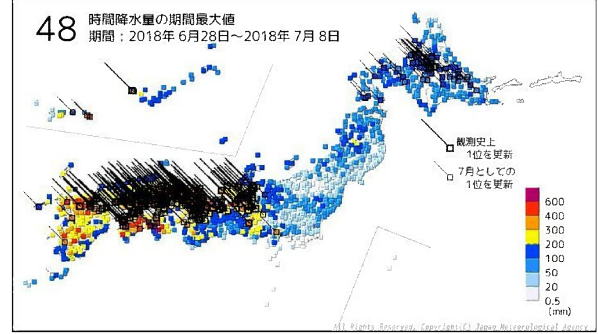 48 時間降水量の期間最大値
期間：2018年 6月28日～2018年 7月 8日
観測史上
1位を更新
7月としての
1位を更新
600
400
300
200
100
50
20
0.5
(mm)
All Rights Reserved, Copyright(C) Japan Meteorological Agency